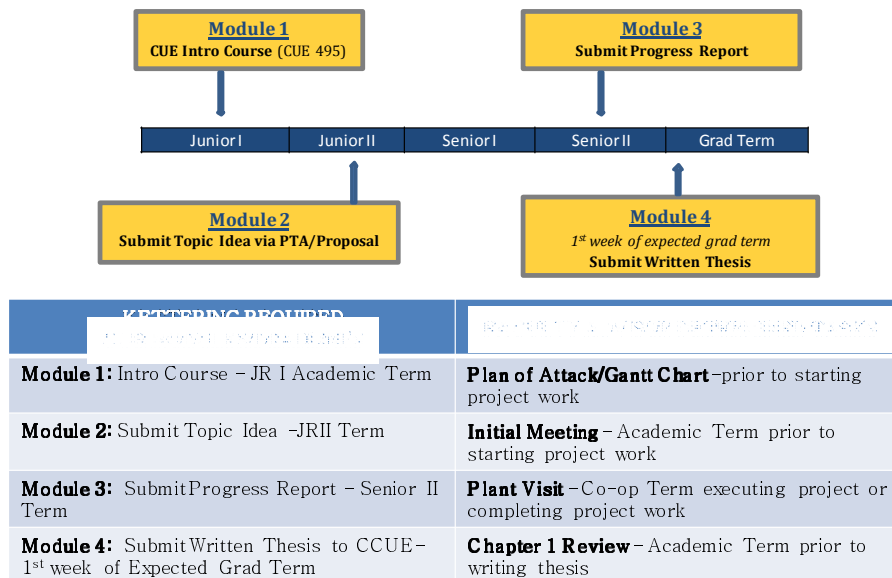 Module 1
CUE Intro Course (CUE 495)
Module 3
Submit Progress Report
Junior I
Junior II
Senior I
Senior II
Grad Term
Module 2
Submit Topic Idea via PTA/Proposal
Module 4
1st week of expected grad term
Submit Written Thesis
KETTERING REQUIRED
Module 1: Intro Course – JR I Academic Term
Plan of Attack/Gantt Chart –prior to starting
project work
Module 2: Submit Topic Idea –JRII Term
Initial Meeting – Academic Term prior to
starting project work
Module 3: Submit Progress Report – Senior II
Term
Plant Visit –Co-op Term executing project or
completing project work
Module 4: Submit Written Thesis to CCUE–
1st week of Expected Grad Term
Chapter 1 Review – Academic Term prior to
writing thesis